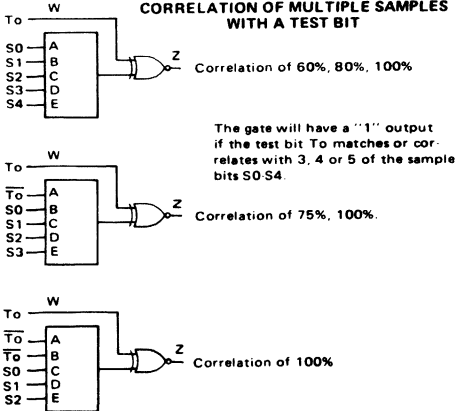 CORRELATION OF MULTIPLE SAMPLES
WITH A TEST BIT
W
To
S0 A
S1 B
S2 C
S3 D
S4 E
Z
Correlation of 60%, 80%, 100%
The gate will have a "1" output
if the test bit To matches or cor-
relates with 3, 4 or 5 of the sample
bits S0-S4.
W
To
To A
S0 B
S1 C
S2 D
S3 E
Z
Correlation of 75%, 100%.
W
To
To A
To B
S0 C
S1 D
S2 E
Z
Correlation of 100%